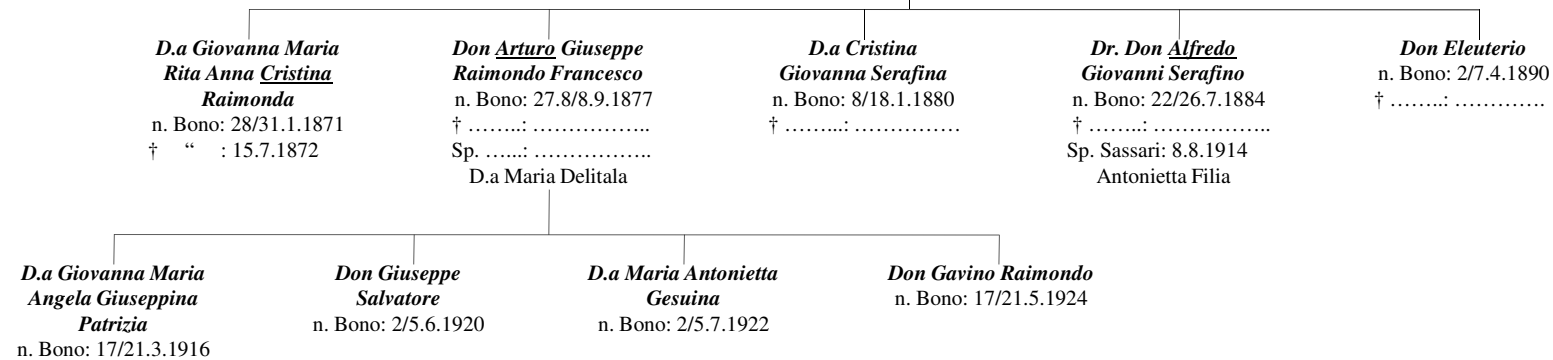 D.a Giovanna Maria
Rita Anna Cristina
Raimonda
n. Bono: 28/31.1.1871
† “ : 15.7.1872
Don Arturo Giuseppe
Raimondo Francesco
n. Bono: 27.8/8.9.1877
† ……..: ……………..
Sp. …...: ……………..
D.a Maria Delitala
D.a Cristina
Giovanna Serafina
n. Bono: 8/18.1.1880
† ……...: ……………
Dr. Don Alfredo
Giovanni Serafino
n. Bono: 22/26.7.1884
† ……..: ……………..
Sp. Sassari: 8.8.1914
Antonietta Filia
Don Eleuterio
n. Bono: 2/7.4.1890
† ……..: ………….
D.a Giovanna Maria
Angela Giuseppina
Patrizia
n. Bono: 17/21.3.1916
Don Giuseppe
Salvatore
n. Bono: 2/5.6.1920
D.a Maria Antonietta
Gesuina
n. Bono: 2/5.7.1922
Don Gavino Raimondo
n. Bono: 17/21.5.1924